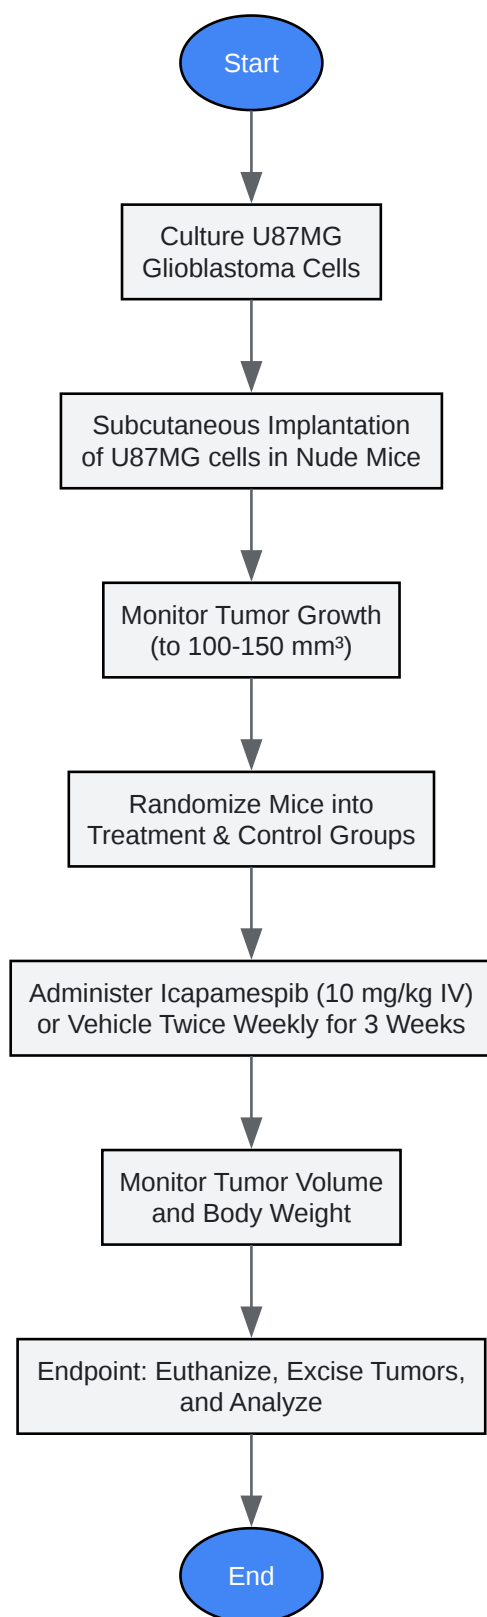 Start
Culture U87MG
Glioblastoma Cells
Subcutaneous Implantation
of U87MG cells in Nude Mice
Monitor Tumor Growth
(to 100-150 mm³)
Randomize Mice into
Treatment & Control Groups
Administer Icapamespib (10 mg/kg IV)
or Vehicle Twice Weekly for 3 Weeks
Monitor Tumor Volume
and Body Weight
Endpoint: Euthanize, Excise Tumors,
and Analyze
End